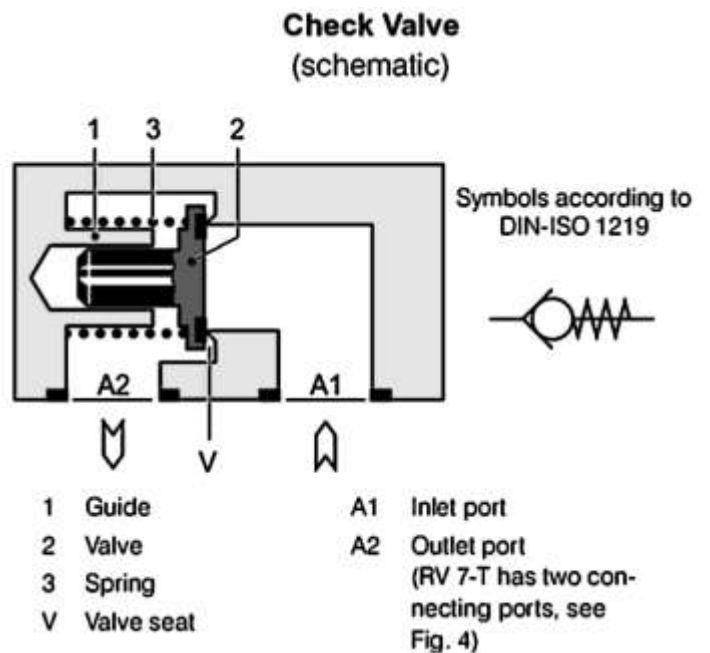 Check Valve
(schematic)
1 3 2
Symbols according to
DIN-ISO 1219
A2 A1
V
1 Guide
2 Valve
3 Spring
V Valve seat
A1 Inlet port
A2 Outlet port
(RV 7-T has two con-
necting ports, see
Fig. 4)